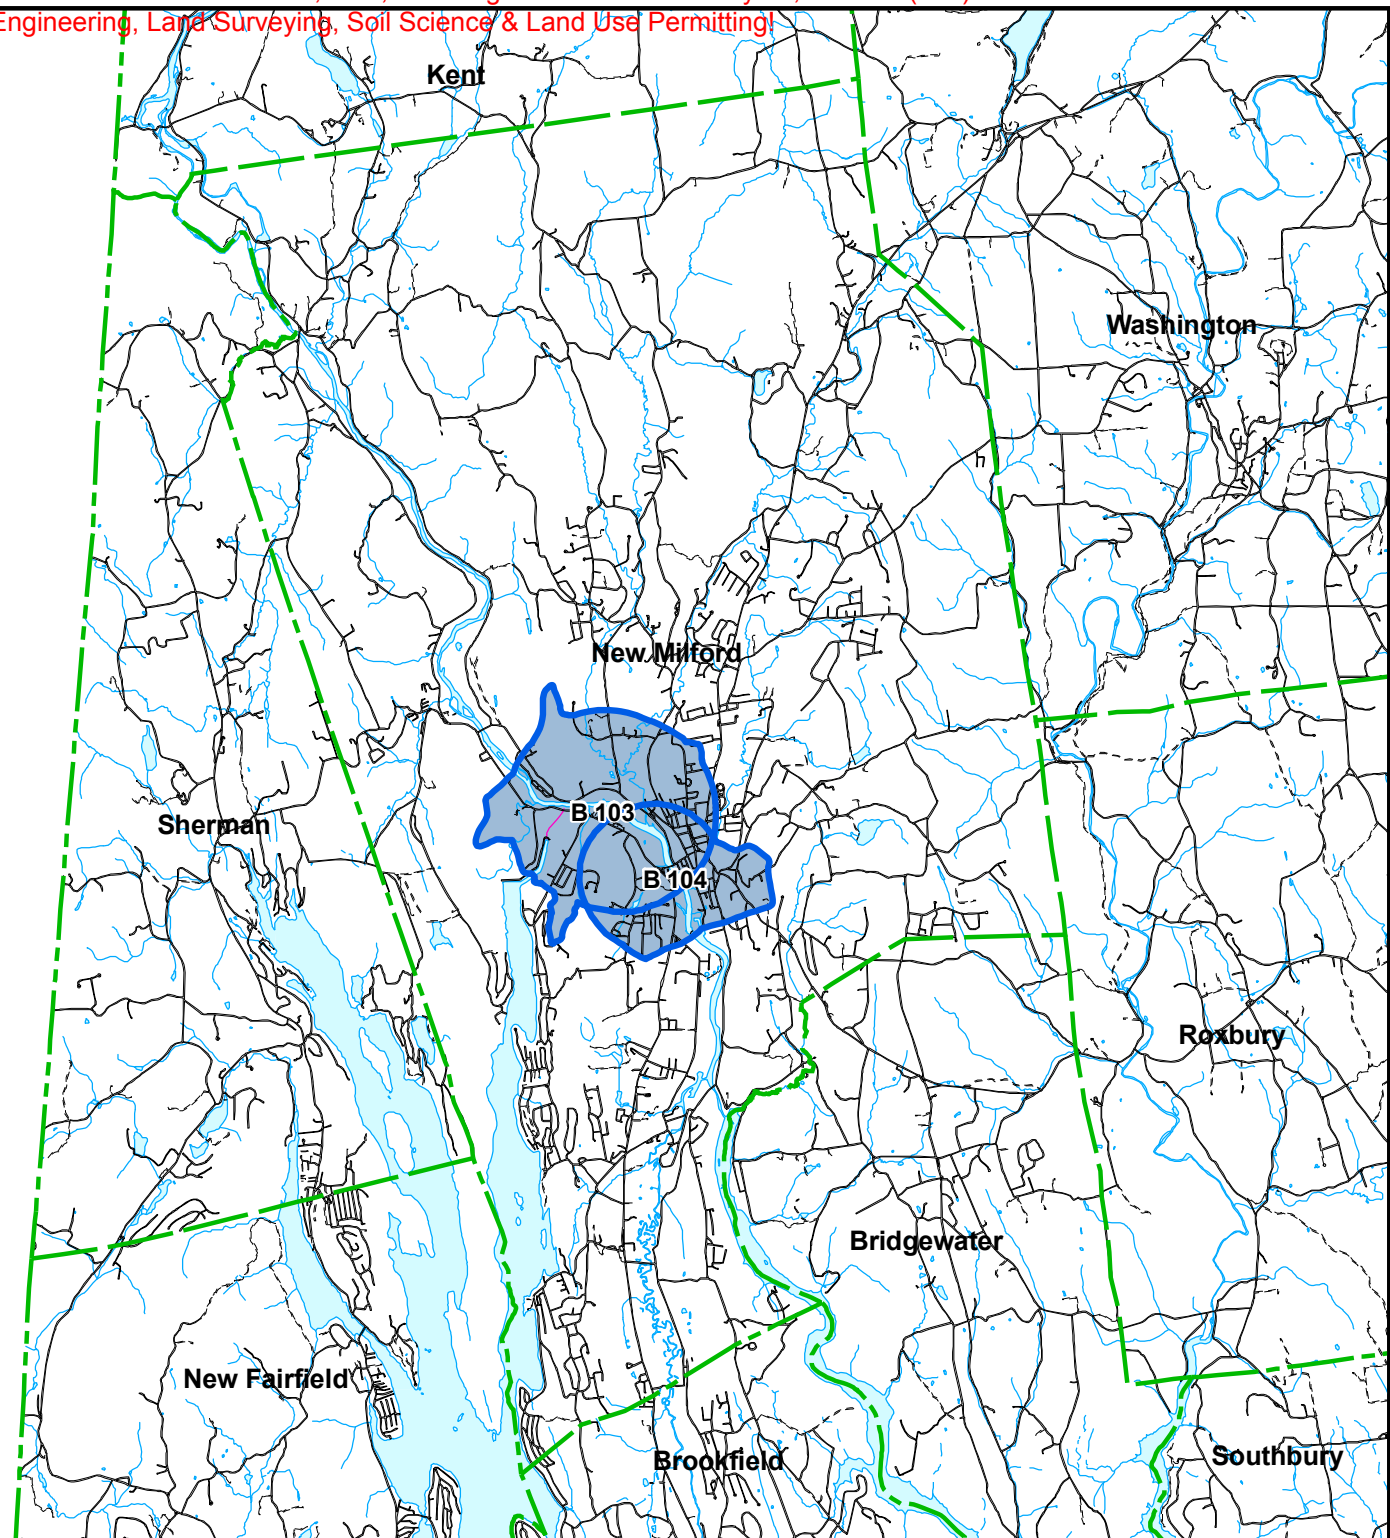 Engineering, Land Surveying, Soil Science & Land Use Permitting!
Kent
Washington
New Milford
B 103
Sherman
B 104
Roxbury
Bridgewater
New Fairfield
Brookfield
Southbury